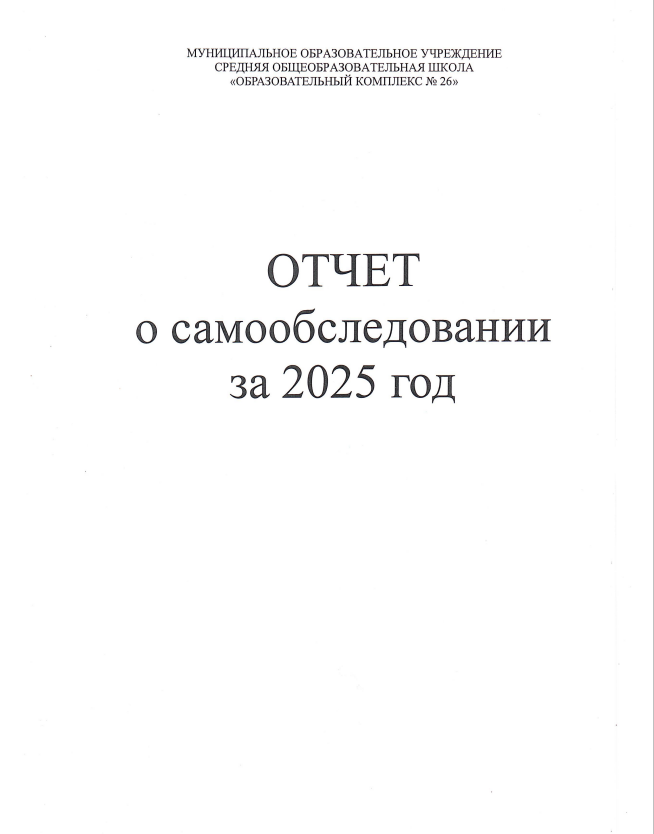 МУНИЦИПАЛЬНОЕ ОБРАЗОВАТЕЛЬНОЕ УЧРЕЖДЕНИЕ
СРЕДНЯЯ ОБЩЕОБРАЗОВАТЕЛЬНАЯ ШКОЛА
«ОБРАЗОВАТЕЛЬНЫЙ КОМПЛЕКС № 26»
ОТЧЕТ
о самообследовании
за 2025 год